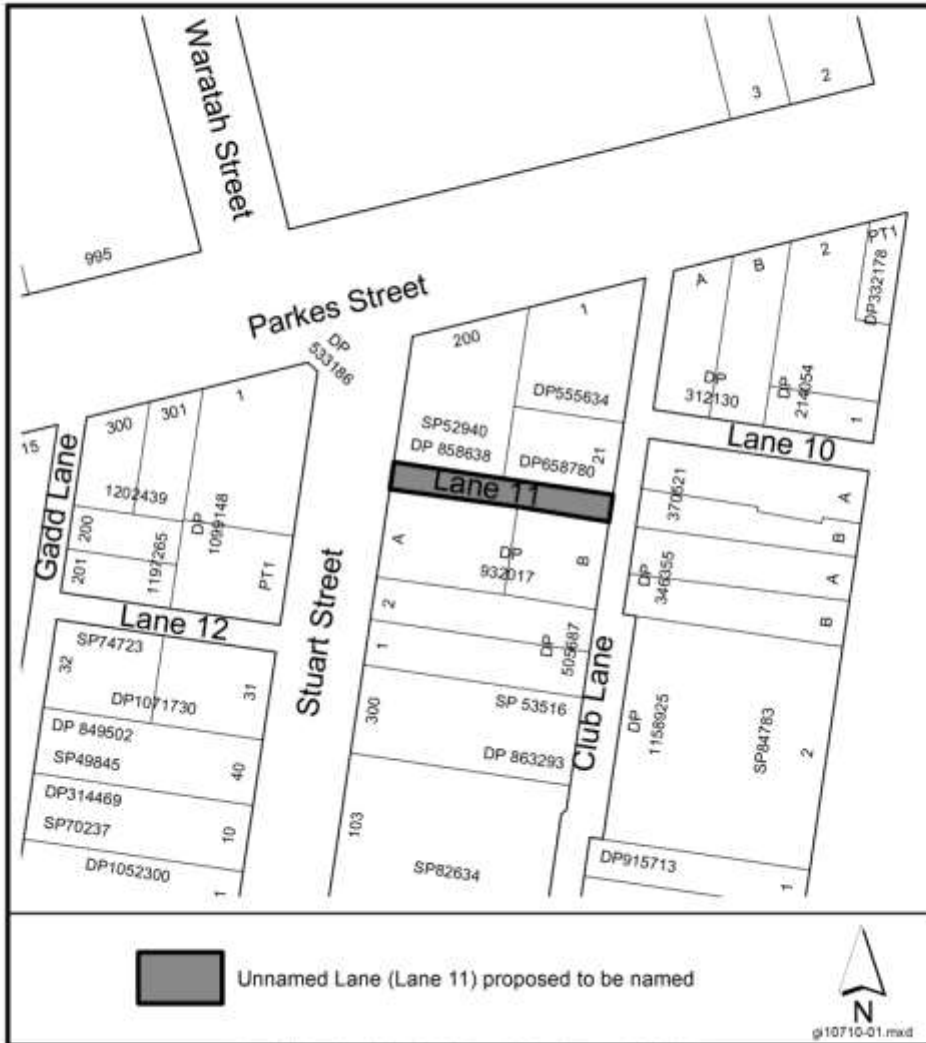 Waratah Street
3
2
995
Parkes Street
DP
533186
200
1
A
B
2
PT1
DP332178
DP
312130
DP
214054
1
15
Gadd Lane
300
301
1
1202439
DP
1099148
200
201
1197265
PT1
SP52940
DP 858638
DP555634
DP658780
21
Lane 10
Lane 11
A
DP
932017
B
370521
A
B
DP
346355
A
B
Lane 12
Stuart Street
2
1
DP
505687
Club Lane
SP74723
32
DP1071730
31
300
SP 53516
DP 863293
DP
1158925
SP84783
2
DP 849502
SP49845
40
DP314469
SP70237
10
DP1052300
1
103
SP82634
DP915713
1
Unnamed Lane (Lane 11) proposed to be named
N
gi10710-01.mxd